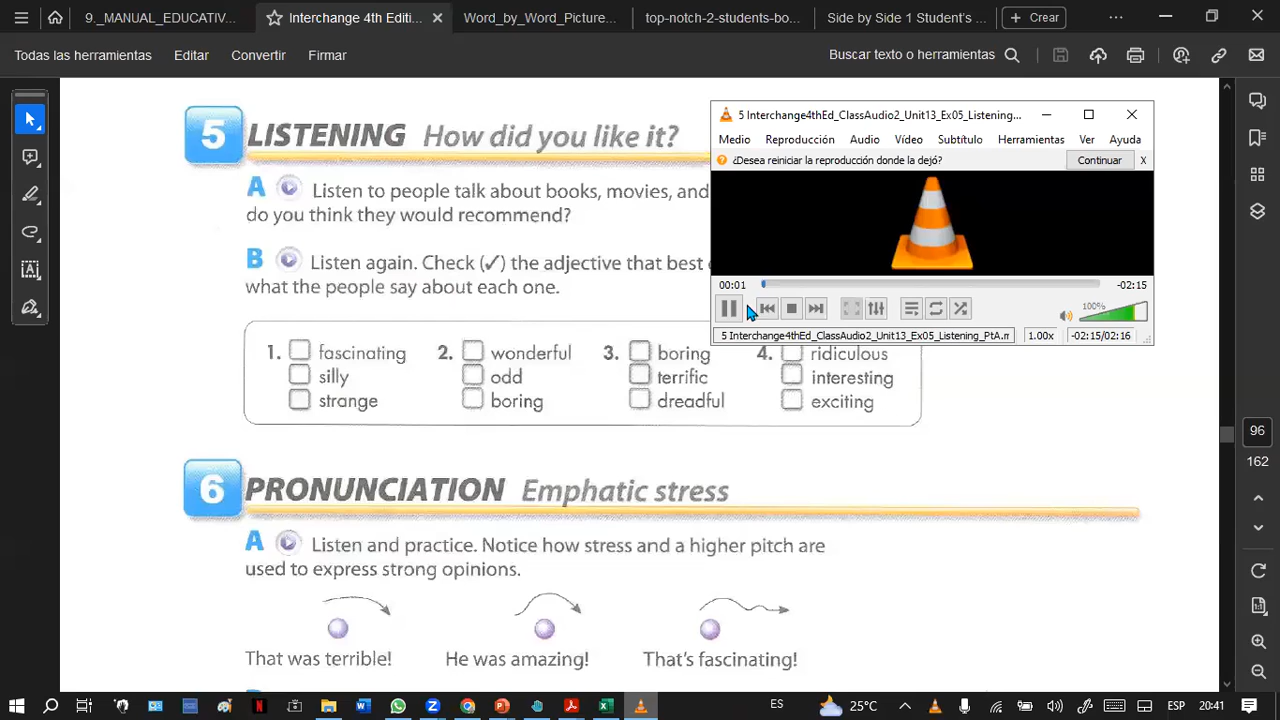 9._MANUAL_EDUCATIV...
Interchange 4th Editi...
Word_by_Word_Picture...
top-notch-2-students-bo...
Side by Side 1 Student's ...
+ Crear
Todas las herramientas
Editar
Convertir
Firmar
Buscar texto o herramientas
5 LISTENING How did you like it?
A Listen to people talk about books, movies, and
do you think they would recommend?
B Listen again. Check (✓) the adjective that best
what the people say about each one.
1. fascinating 2. wonderful 3. boring 4. ridiculous
silly odd terrific interesting
strange boring dreadful exciting
6 PRONUNCIATION Emphatic stress
A Listen and practice. Notice how stress and a higher pitch are
used to express strong opinions.
That was terrible! He was amazing! That's fascinating!
5 Interchange4thEd_ClassAudio2_Unit13_Ex05_Listening_...
Medio Reproducción Audio Vídeo Subtítulo Herramientas Ver Ayuda
¿Desea reiniciar la reproducción donde la dejó? Continuar X
00:01 -02:15
100%
5 Interchange4thEd_ClassAudio2_Unit13_Ex05_Listening_PtA.m 1.00x -02:15/02:16
96
162
ES 25°C ESP 20:41